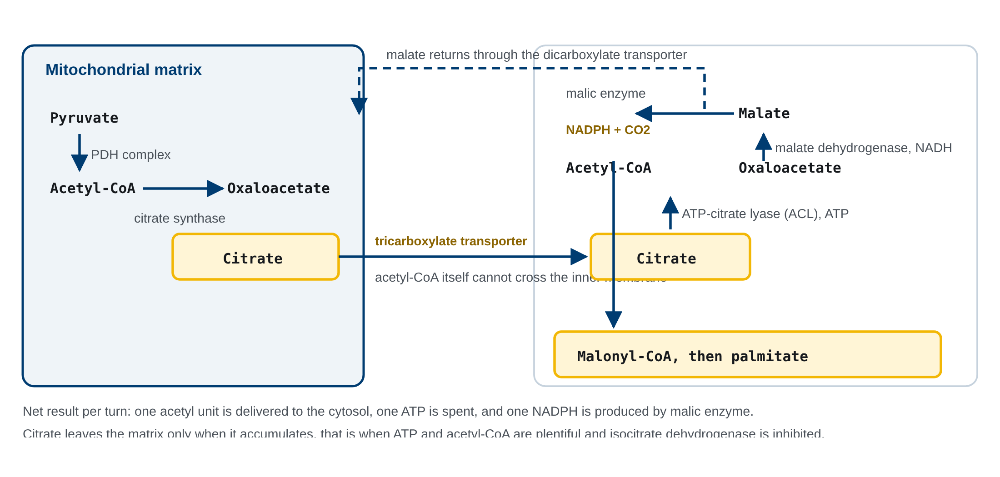 malate returns through the dicarboxylate transporter
Mitochondrial matrix
malic enzyme
Pyruvate
Malate
NADPH + CO2
PDH complex
malate dehydrogenase, NADH
Acetyl-CoA
Oxaloacetate
Acetyl-CoA
Oxaloacetate
citrate synthase
ATP-citrate lyase (ACL), ATP
tricarboxylate transporter
Citrate
Citrate
acetyl-CoA itself cannot cross the inner membrane
Malonyl-CoA, then palmitate
Net result per turn: one acetyl unit is delivered to the cytosol, one ATP is spent, and one NADPH is produced by malic enzyme.
Citrate leaves the matrix only when it accumulates, that is when ATP and acetyl-CoA are plentiful and isocitrate dehydrogenase is inhibited.